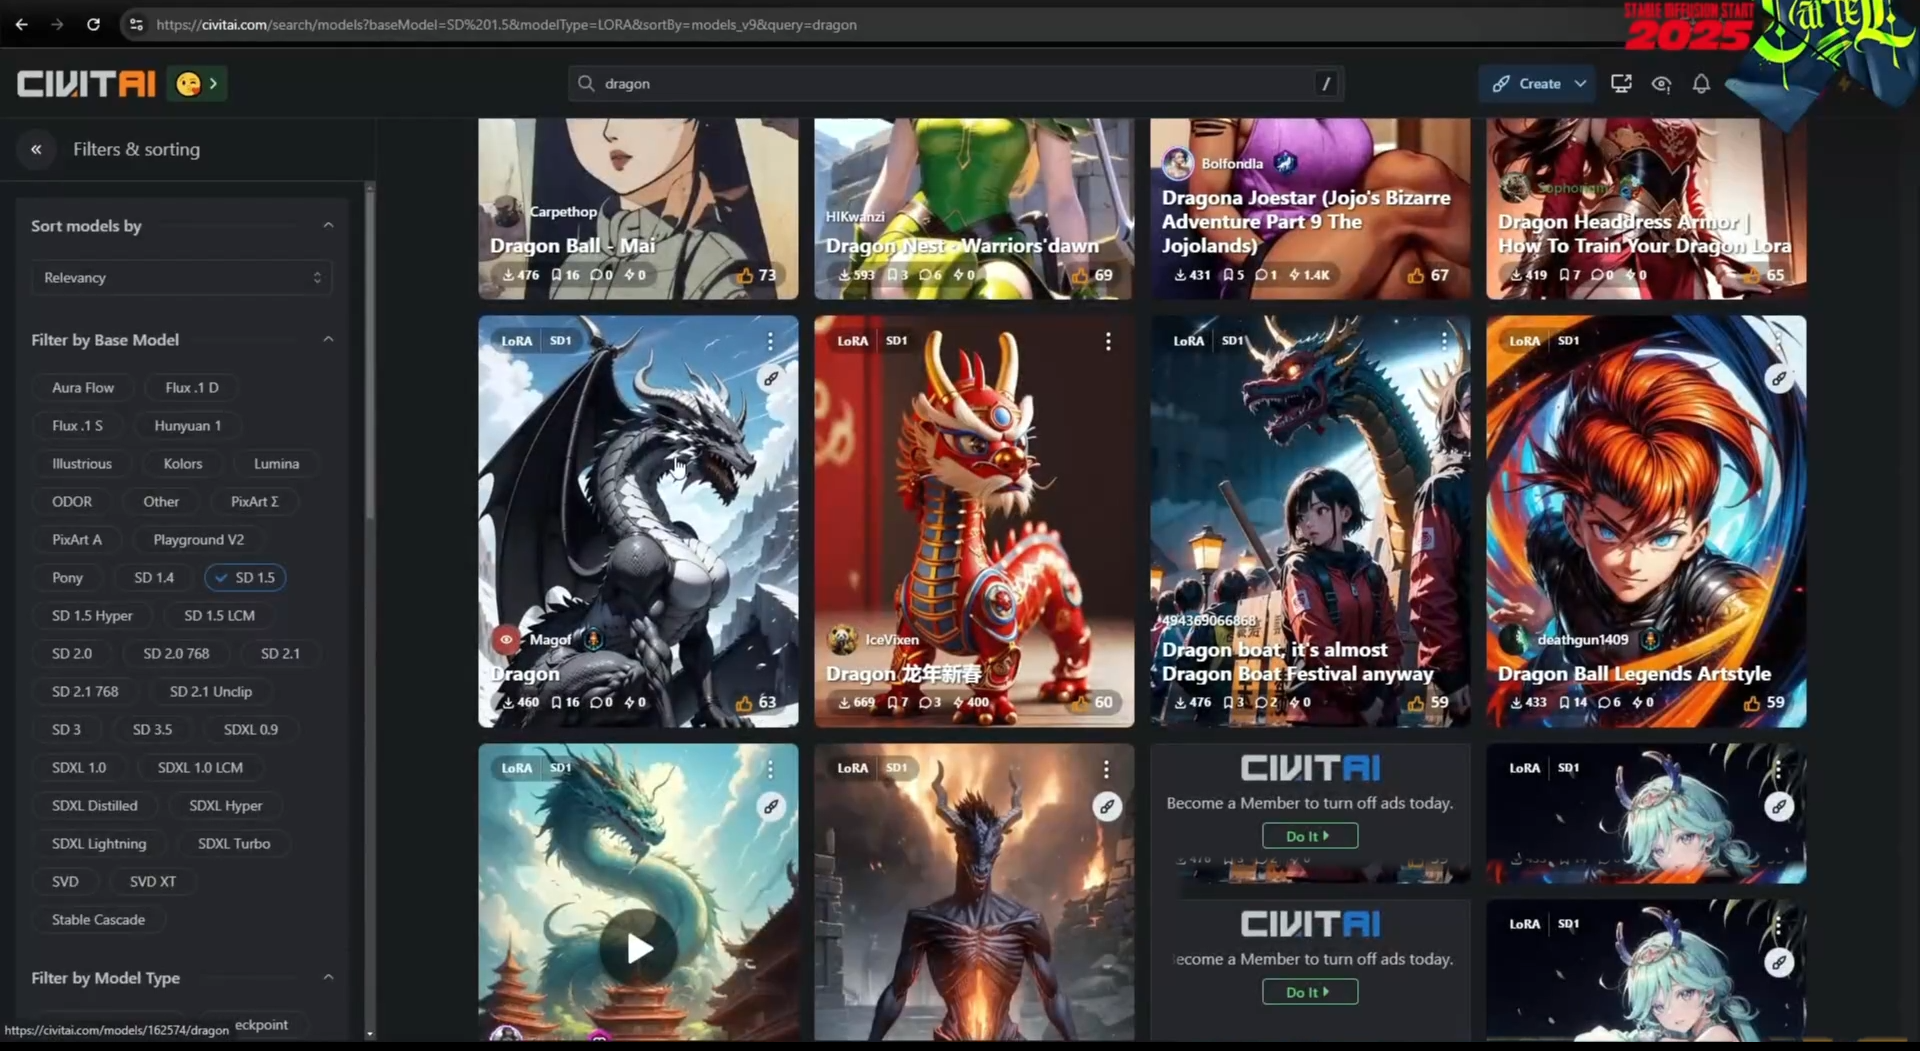 https://civitai.com/search/models?baseModel=SD%201.5&modelType=LORA&sortBy=models_v9&query=dragon
STABLE DIFFUSION START
2025
CARTEL
CIVITAI
dragon
/
Create
Filters & sorting
Sort models by
Relevancy
Filter by Base Model
Aura Flow
Flux .1 D
Flux .1 S
Hunyuan 1
Illustrious
Kolors
Lumina
ODOR
Other
PixArt Σ
PixArt A
Playground V2
Pony
SD 1.4
SD 1.5
SD 1.5 Hyper
SD 1.5 LCM
SD 2.0
SD 2.0 768
SD 2.1
SD 2.1 768
SD 2.1 Unclip
SD 3
SD 3.5
SDXL 0.9
SDXL 1.0
SDXL 1.0 LCM
SDXL Distilled
SDXL Hyper
SDXL Lightning
SDXL Turbo
SVD
SVD XT
Stable Cascade
Filter by Model Type
eckpoint
https://civitai.com/models/162574/dragon
Carpethop
Dragon Ball - Mai
476 16 0 0 73
HIKwanzi
Dragon Nest - Warriors'dawn
593 3 6 0 69
Bolfondla
Dragona Joestar (Jojo's Bizarre
Adventure Part 9 The
Jojolands)
431 5 1 1.4K 67
Dragon Headdress Armor |
How To Train Your Dragon Lora
419 7 0 0 65
LoRA SD1
Magof
Dragon
460 16 0 0 63
LoRA SD1
IceVixen
Dragon 龙年新春
669 7 3 400 60
LoRA SD1
494369066868
Dragon boat, it's almost
Dragon Boat Festival anyway
476 3 2 0 59
LoRA SD1
deathgun1409
Dragon Ball Legends Artstyle
433 14 6 0 59
LoRA SD1
LoRA SD1
CIVITAI
Become a Member to turn off ads today.
Do It
LoRA SD1
CIVITAI
ecome a Member to turn off ads today.
Do It
LoRA SD1